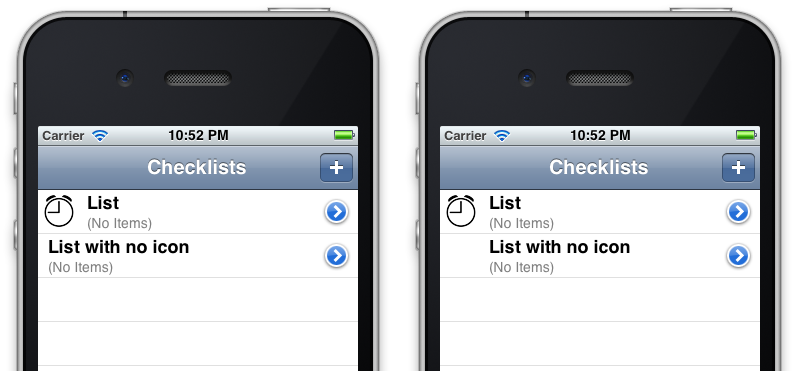 Carrier 10:52 PM
Checklists +
List
(No Items)
List with no icon
(No Items)
Carrier 10:52 PM
Checklists +
List
(No Items)
List with no icon
(No Items)